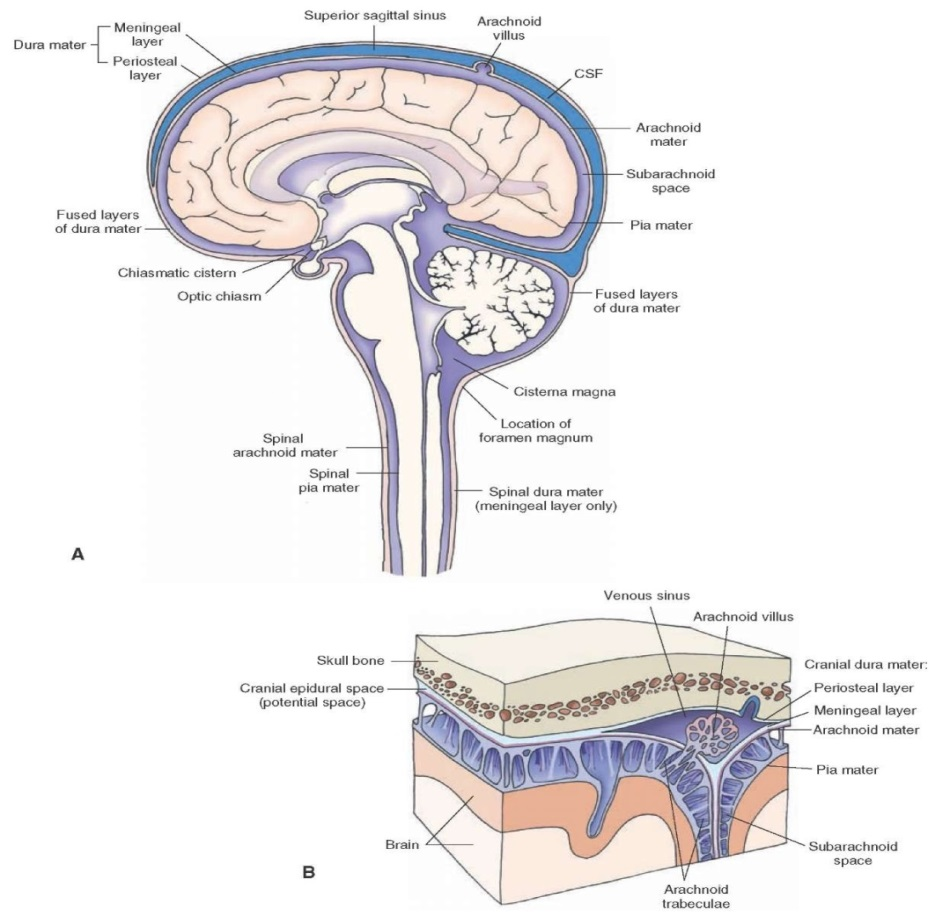 Superior sagittal sinus
Arachnoid
villus
Dura mater
Meningeal
layer
Periosteal
layer
CSF
Arachnoid
mater
Subarachnoid
space
Pia mater
Fused layers
of dura mater
Chiasmatic cistern
Optic chiasm
Fused layers
of dura mater
Cisterna magna
Location of
foramen magnum
Spinal
arachnoid mater
Spinal
pia mater
Spinal dura mater
(meningeal layer only)
A
Venous sinus
Arachnoid villus
Skull bone
Cranial dura mater:
Cranial epidural space
(potential space)
Periosteal layer
Meningeal layer
Arachnoid mater
Pia mater
Brain
Subarachnoid
space
B
Arachnoid
trabeculae